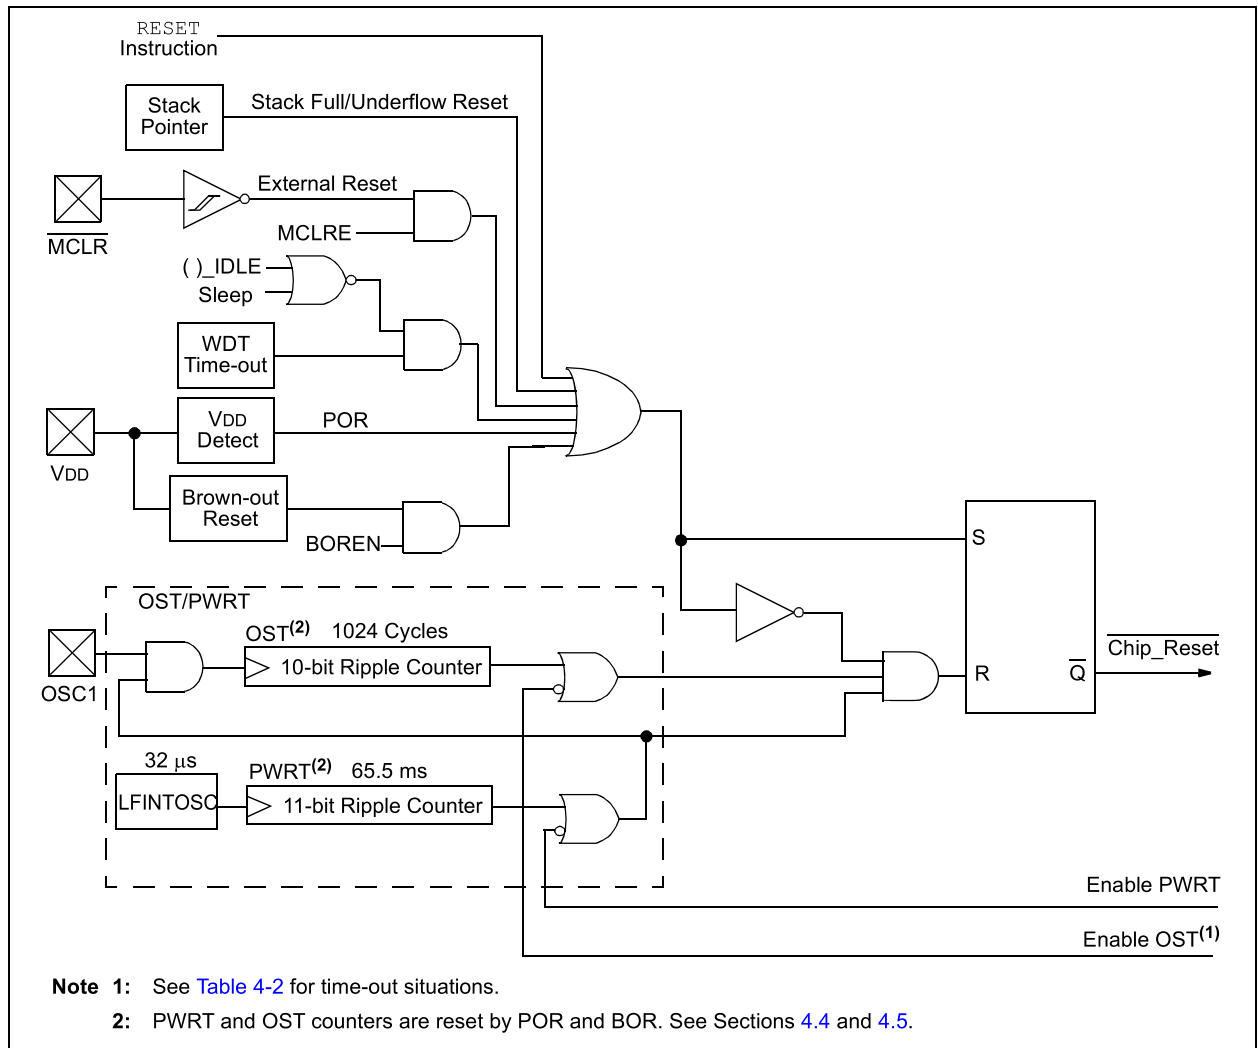 RESET
Instruction
Stack
Pointer
Stack Full/Underflow Reset
External Reset
MCLR
MCLRE
( )_IDLE
Sleep
WDT
Time-out
VDD
Detect
POR
VDD
Brown-out
Reset
BOREN
S
OST/PWRT
OST(2) 1024 Cycles
10-bit Ripple Counter
OSC1
R
Q
Chip_Reset
32 μs
LFINTOSC
PWRT(2) 65.5 ms
11-bit Ripple Counter
Enable PWRT
Enable OST(1)
Note 1: See Table 4-2 for time-out situations.
2: PWRT and OST counters are reset by POR and BOR. See Sections 4.4 and 4.5.